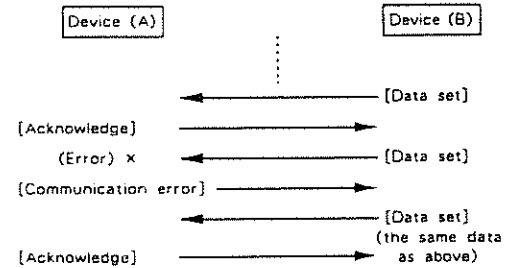 Device (A) Device (B)
[Data set]
[Acknowledge]
(Error) × [Data set]
[Communication error]
[Data set]
(the same data
[Acknowledge] as above)